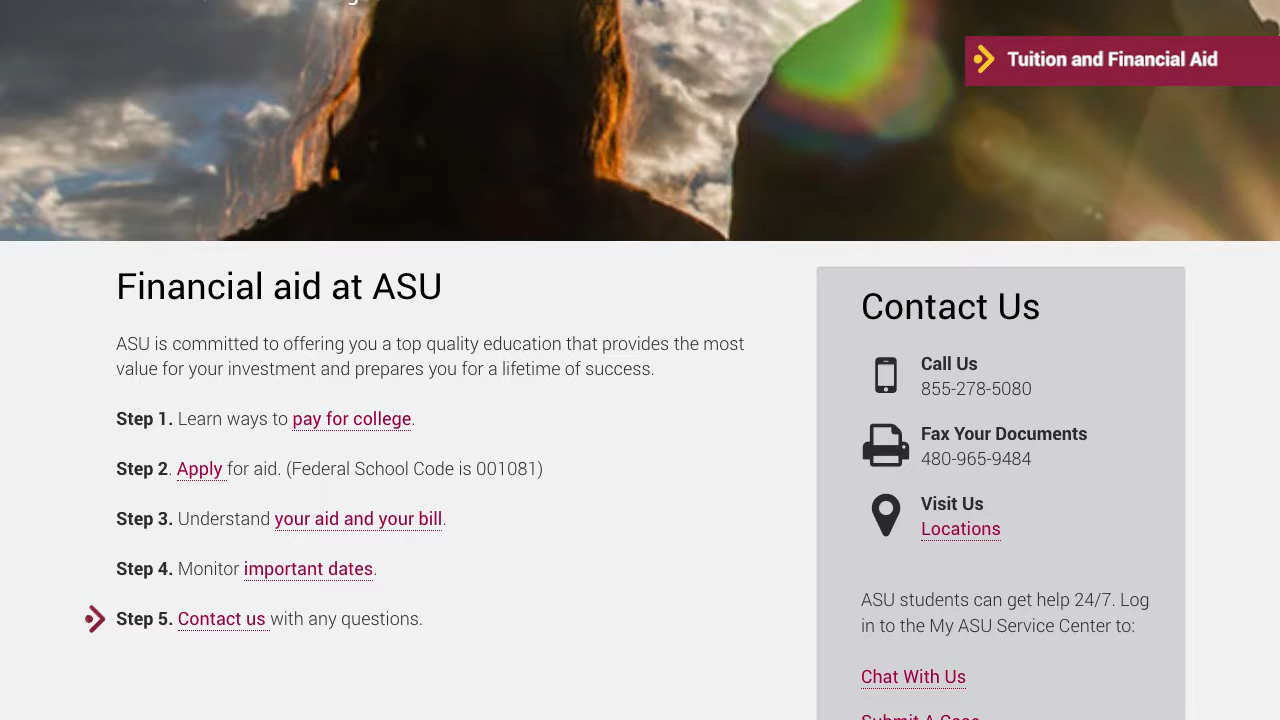 Tuition and Financial Aid
Financial aid at ASU
ASU is committed to offering you a top quality education that provides the most
value for your investment and prepares you for a lifetime of success.
Step 1. Learn ways to pay for college.
Step 2. Apply for aid. (Federal School Code is 001081)
Step 3. Understand your aid and your bill.
Step 4. Monitor important dates.
Step 5. Contact us with any questions.
Contact Us
Call Us
855-278-5080
Fax Your Documents
480-965-9484
Visit Us
Locations
ASU students can get help 24/7. Log
in to the My ASU Service Center to:
Chat With Us
Submit A Case